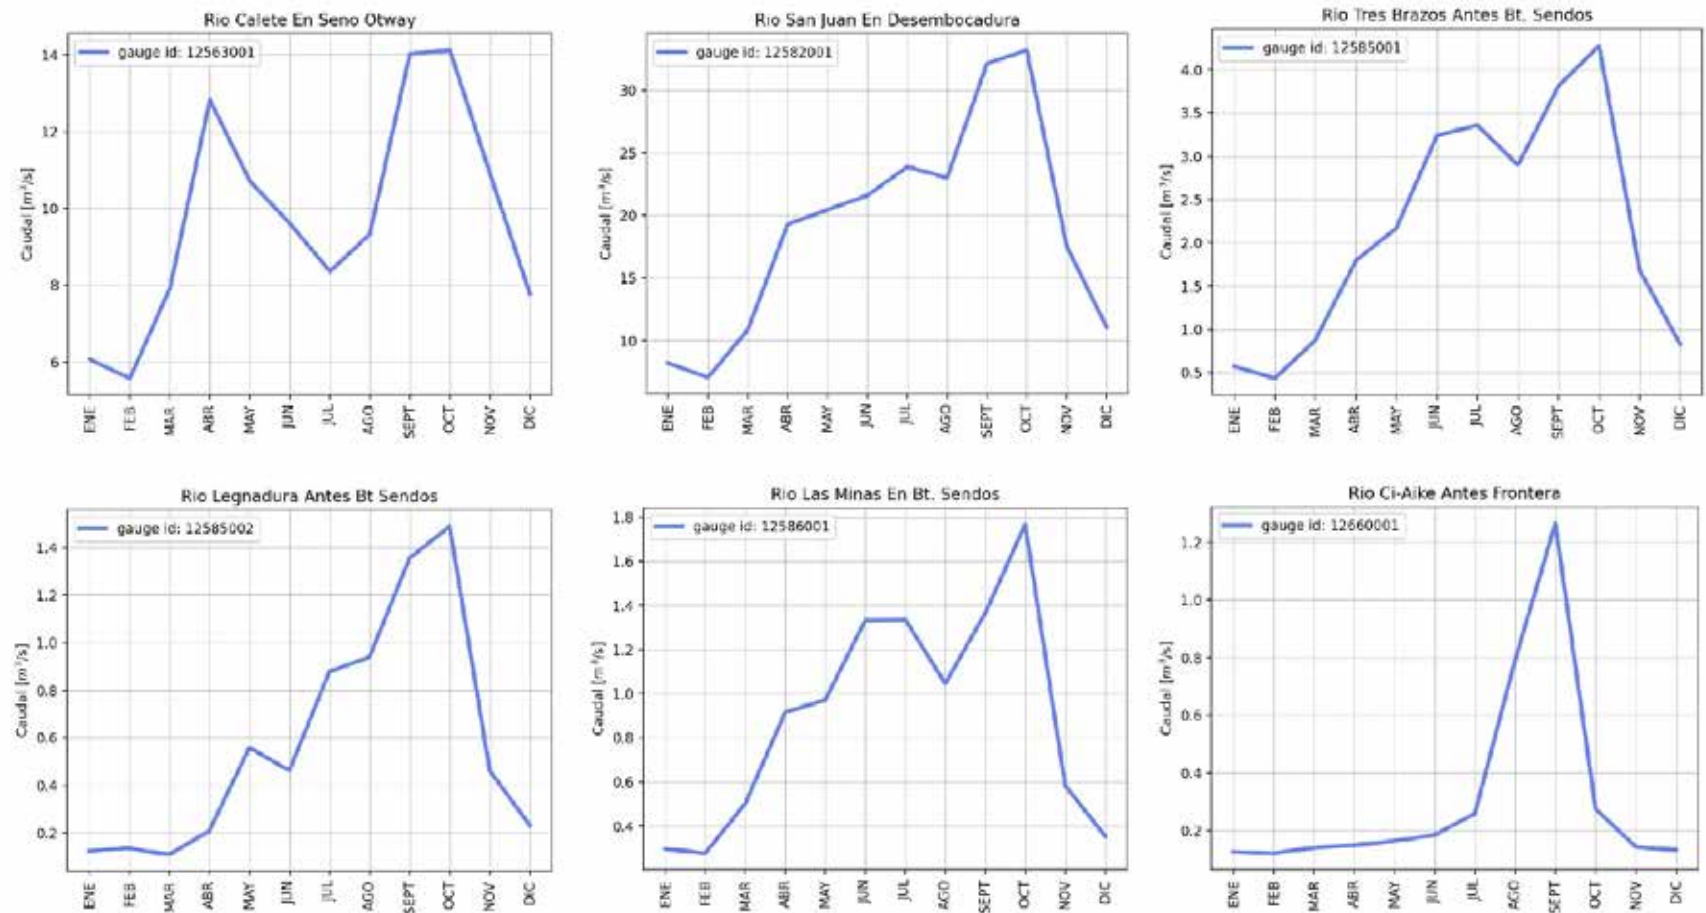 Rio Calete En Seno Otway
gauge id: 12563001
Caudal [m³/s]
14
12
10
8
6
ENE FEB MAR ABR MAY JUN JUL AGO SEPT OCT NOV DIC
Rio San Juan En Desembocadura
gauge id: 12582001
Caudal [m³/s]
30
25
20
15
10
ENE FEB MAR ABR MAY JUN JUL AGO SEPT OCT NOV DIC
Rio Tres Brazos Antes Bt. Sendos
gauge id: 12585001
Caudal [m³/s]
4.0
3.5
3.0
2.5
2.0
1.5
1.0
0.5
ENE FEB MAR ABR MAY JUN JUL AGO SEPT OCT NOV DIC
Rio Legnadura Antes Bt Sendos
gauge id: 12585002
Caudal [m³/s]
1.4
1.2
1.0
0.8
0.6
0.4
0.2
ENE FEB MAR ABR MAY JUN JUL AGO SEPT OCT NOV DIC
Rio Las Minas En Bt. Sendos
gauge id: 12586001
Caudal [m³/s]
1.8
1.6
1.4
1.2
1.0
0.8
0.6
0.4
ENE FEB MAR ABR MAY JUN JUL AGO SEPT OCT NOV DIC
Rio Ci-Aike Antes Frontera
gauge id: 12660001
Caudal [m³/s]
1.2
1.0
0.8
0.6
0.4
0.2
ENE FEB MAR ABR MAY JUN JUL AGO SEPT OCT NOV DIC